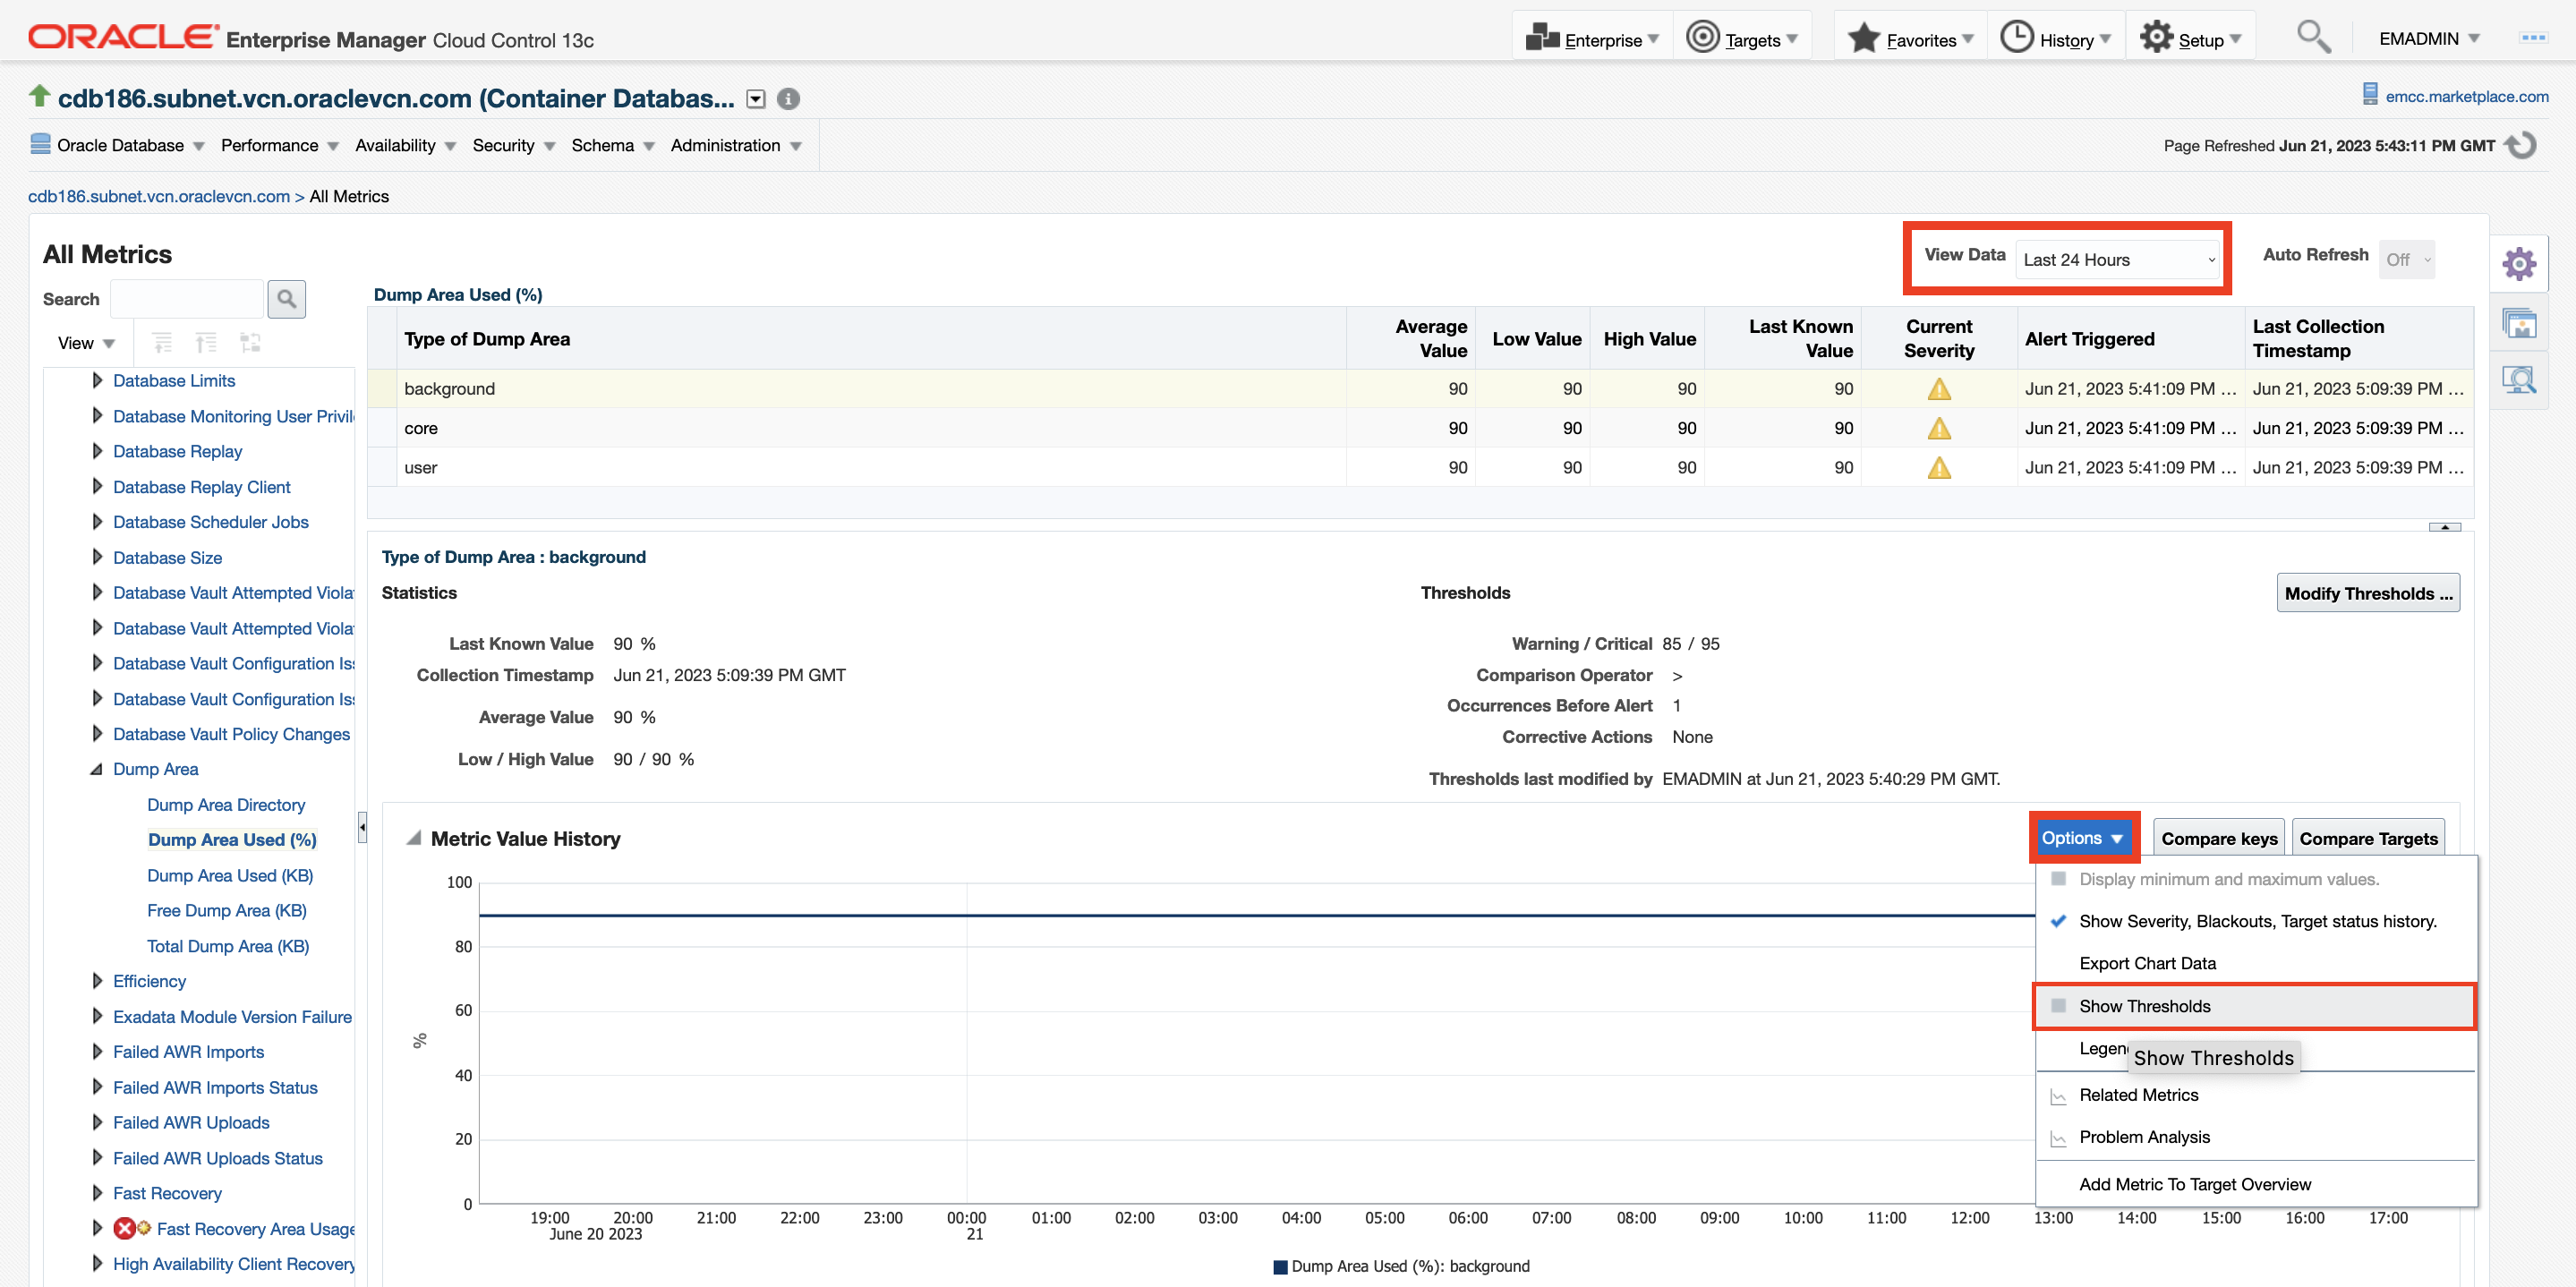 ORACLE Enterprise Manager Cloud Control 13c
Enterprise Targets Favorites History Setup EMADMIN
cdb186.subnet.vcn.oraclevcn.com (Container Databas...
emcc.marketplace.com
Oracle Database Performance Availability Security Schema Administration
Page Refreshed Jun 21, 2023 5:43:11 PM GMT
cdb186.subnet.vcn.oraclevcn.com > All Metrics
All Metrics
View Data Last 24 Hours
Auto Refresh Off
Search
View
Database Limits
Database Monitoring User Privil
Database Replay
Database Replay Client
Database Scheduler Jobs
Database Size
Database Vault Attempted Viola
Database Vault Attempted Viola
Database Vault Configuration Iss
Database Vault Configuration Iss
Database Vault Policy Changes
Dump Area
Dump Area Directory
Dump Area Used (%)
Dump Area Used (KB)
Free Dump Area (KB)
Total Dump Area (KB)
Efficiency
Exadata Module Version Failure
Failed AWR Imports
Failed AWR Imports Status
Failed AWR Uploads
Failed AWR Uploads Status
Fast Recovery
Fast Recovery Area Usage
High Availability Client Recovery
Dump Area Used (%)
Type of Dump Area Average Value Low Value High Value Last Known Value Current Severity Alert Triggered Last Collection Timestamp
background 90 90 90 90 Jun 21, 2023 5:41:09 PM ... Jun 21, 2023 5:09:39 PM ...
core 90 90 90 90 Jun 21, 2023 5:41:09 PM ... Jun 21, 2023 5:09:39 PM ...
user 90 90 90 90 Jun 21, 2023 5:41:09 PM ... Jun 21, 2023 5:09:39 PM ...
Type of Dump Area : background
Statistics
Last Known Value 90 %
Collection Timestamp Jun 21, 2023 5:09:39 PM GMT
Average Value 90 %
Low / High Value 90 / 90 %
Thresholds
Modify Thresholds ...
Warning / Critical 85 / 95
Comparison Operator >
Occurrences Before Alert 1
Corrective Actions None
Thresholds last modified by EMADMIN at Jun 21, 2023 5:40:29 PM GMT.
Metric Value History
Options Compare keys Compare Targets
Display minimum and maximum values.
Show Severity, Blackouts, Target status history.
Export Chart Data
Show Thresholds
Legen
Show Thresholds
Related Metrics
Problem Analysis
Add Metric To Target Overview
100
80
60
40
20
0
%
19:00 20:00 21:00 22:00 23:00 00:00 01:00 02:00 03:00 04:00 05:00 06:00 07:00 08:00 09:00 10:00 11:00 12:00 13:00 14:00 15:00 16:00 17:00
June 20 2023 21
Dump Area Used (%): background